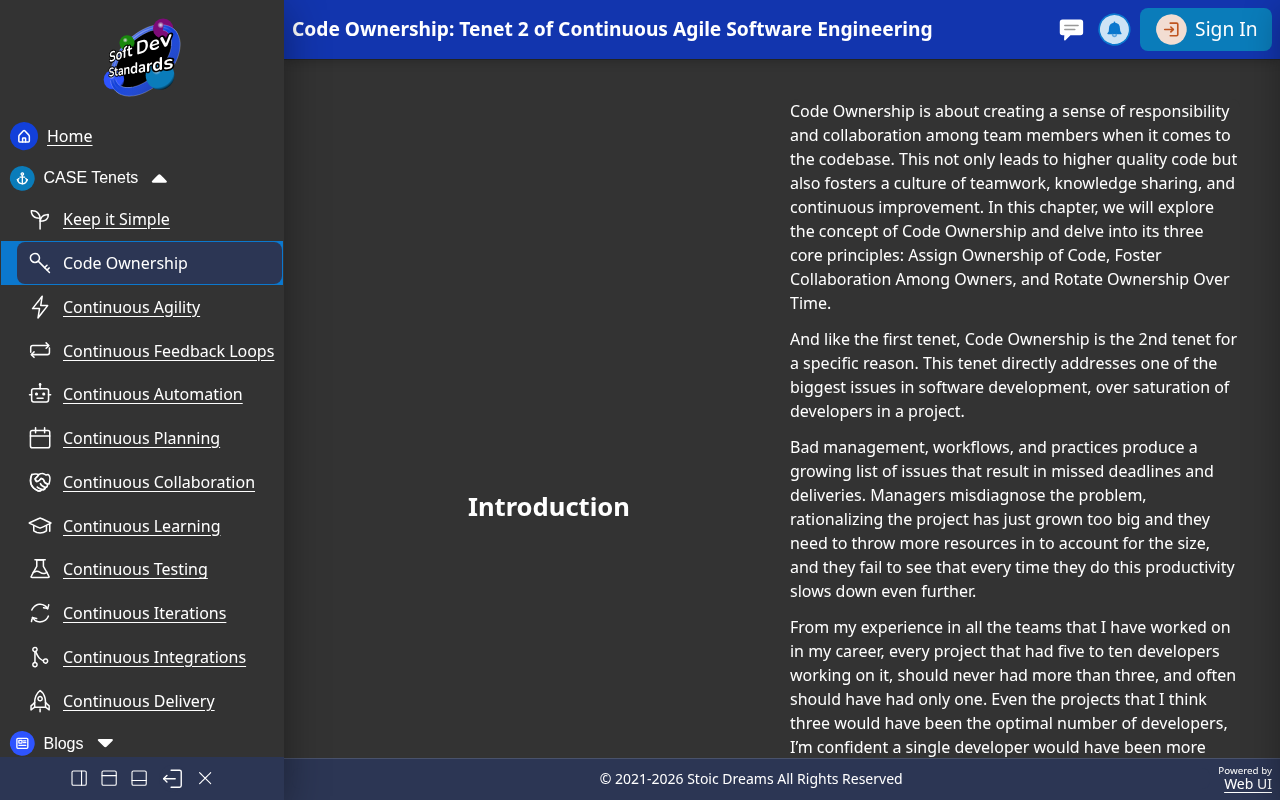 Soft Dev
Standards
Home
CASE Tenets
Keep it Simple
Code Ownership
Continuous Agility
Continuous Feedback Loops
Continuous Automation
Continuous Planning
Continuous Collaboration
Continuous Learning
Continuous Testing
Continuous Iterations
Continuous Integrations
Continuous Delivery
Blogs
Code Ownership: Tenet 2 of Continuous Agile Software Engineering
Sign In
Introduction
Code Ownership is about creating a sense of responsibility
and collaboration among team members when it comes to
the codebase. This not only leads to higher quality code but
also fosters a culture of teamwork, knowledge sharing, and
continuous improvement. In this chapter, we will explore
the concept of Code Ownership and delve into its three
core principles: Assign Ownership of Code, Foster
Collaboration Among Owners, and Rotate Ownership Over
Time.
And like the first tenet, Code Ownership is the 2nd tenet for
a specific reason. This tenet directly addresses one of the
biggest issues in software development, over saturation of
developers in a project.
Bad management, workflows, and practices produce a
growing list of issues that result in missed deadlines and
deliveries. Managers misdiagnose the problem,
rationalizing the project has just grown too big and they
need to throw more resources in to account for the size,
and they fail to see that every time they do this productivity
slows down even further.
From my experience in all the teams that I have worked on
in my career, every project that had five to ten developers
working on it, should never had more than three, and often
should have had only one. Even the projects that I think
three would have been the optimal number of developers,
I’m confident a single developer would have been more
© 2021-2026 Stoic Dreams All Rights Reserved
Powered by
Web UI